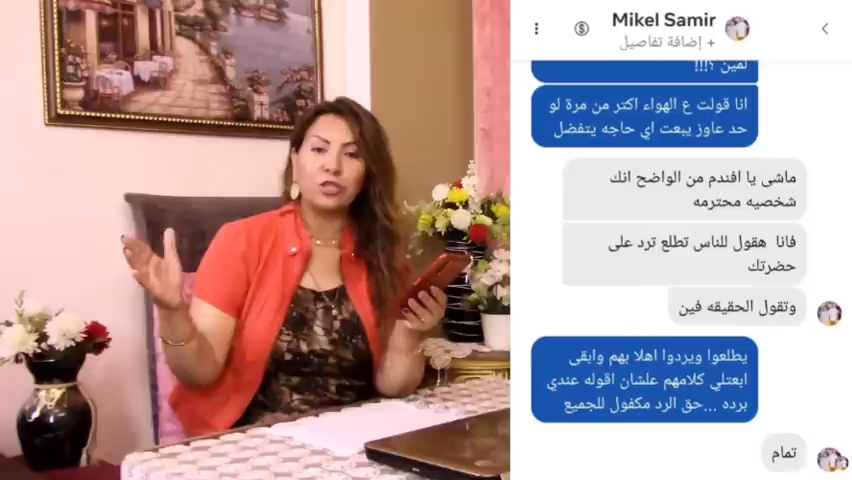 Mikel Samir
+ إضافة تفاصيل
لمين ؟!!!
انا قولت ع الهواء اكتر من مرة لو
حد عاوز يبعت اي حاجه يتفضل
ماشى يا افندم من الواضح انك
شخصيه محترمه
فانا هقول للناس تطلع ترد على
حضرتك
وتقول الحقيقه فين
يطلعوا ويردوا اهلا بهم وابقى
ابعتلي كلامهم علشان اقوله عندي
برده ...حق الرد مكفول للجميع
تمام